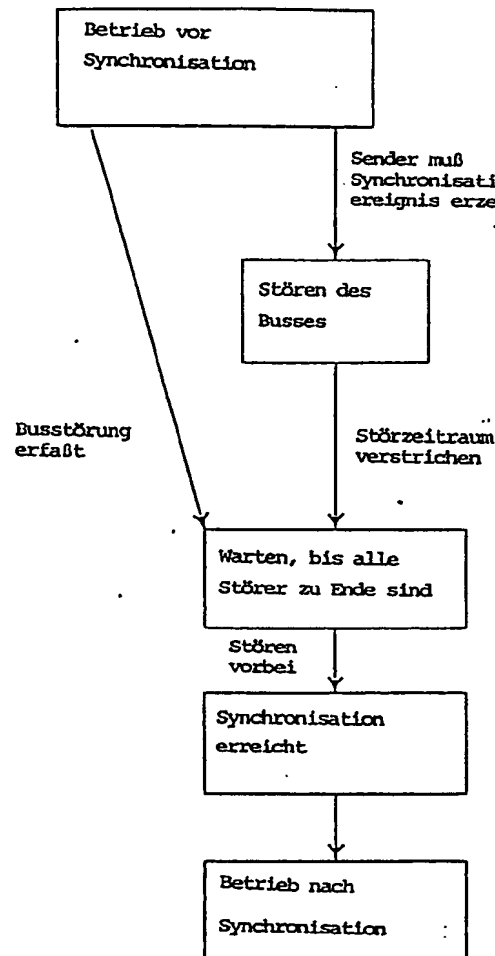 Betrieb vor
Synchronisation
Sender muß
ereignis
Stören des
Busses
Busstörung
erfaßt
Störzeitraum
verstrichen
Warten, bis alle
Störer zu Ende sind
Stören
vorbei
Synchronisation
erreicht
Betrieb nach
Synchronisation